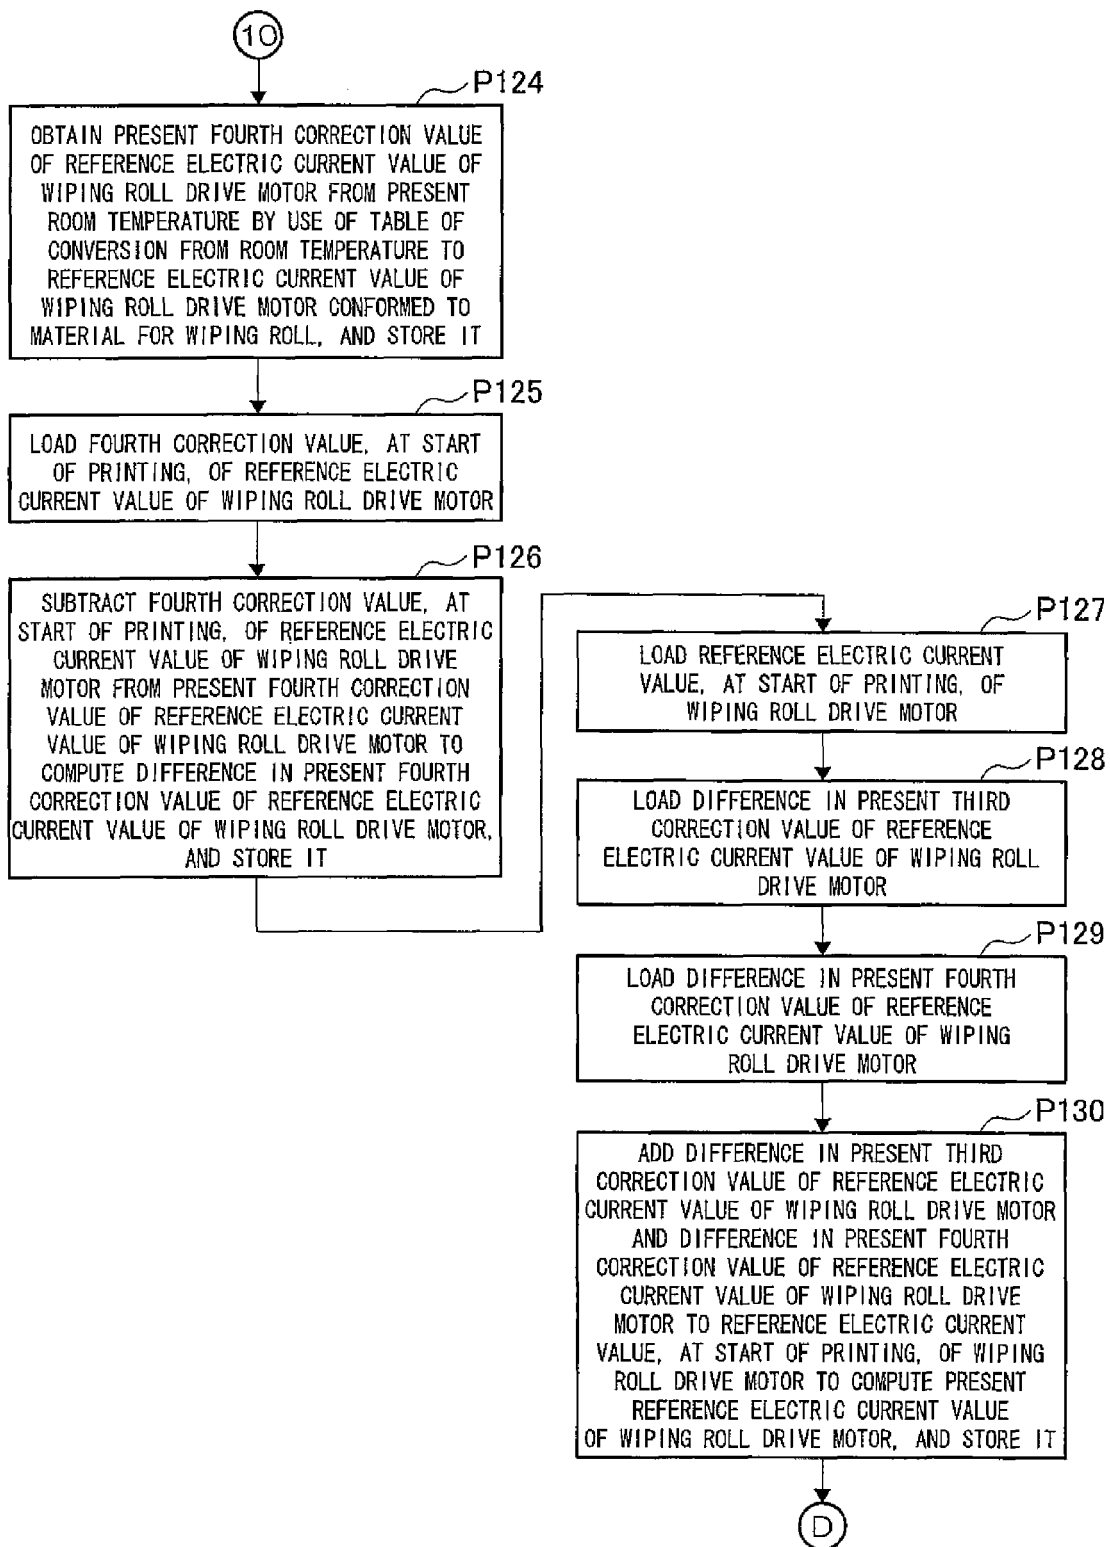 10
P124
OBTAIN PRESENT FOURTH CORRECTION VALUE
OF REFERENCE ELECTRIC CURRENT VALUE OF
WIPING ROLL DRIVE MOTOR FROM PRESENT
ROOM TEMPERATURE BY USE OF TABLE OF
CONVERSION FROM ROOM TEMPERATURE TO
REFERENCE ELECTRIC CURRENT VALUE OF
WIPING ROLL DRIVE MOTOR CONFORMED TO
MATERIAL FOR WIPING ROLL, AND STORE IT
P125
LOAD FOURTH CORRECTION VALUE, AT START
OF PRINTING, OF REFERENCE ELECTRIC
CURRENT VALUE OF WIPING ROLL DRIVE MOTOR
P126
SUBTRACT FOURTH CORRECTION VALUE, AT
START OF PRINTING, OF REFERENCE ELECTRIC
CURRENT VALUE OF WIPING ROLL DRIVE
MOTOR FROM PRESENT FOURTH CORRECTION
VALUE OF REFERENCE ELECTRIC CURRENT
VALUE OF WIPING ROLL DRIVE MOTOR TO
COMPUTE DIFFERENCE IN PRESENT FOURTH
CORRECTION VALUE OF REFERENCE ELECTRIC
CURRENT VALUE OF WIPING ROLL DRIVE MOTOR,
AND STORE IT
P127
LOAD REFERENCE ELECTRIC CURRENT
VALUE, AT START OF PRINTING, OF
WIPING ROLL DRIVE MOTOR
P128
LOAD DIFFERENCE IN PRESENT THIRD
CORRECTION VALUE OF REFERENCE
ELECTRIC CURRENT VALUE OF WIPING ROLL
DRIVE MOTOR
P129
LOAD DIFFERENCE IN PRESENT FOURTH
CORRECTION VALUE OF REFERENCE
ELECTRIC CURRENT VALUE OF WIPING
ROLL DRIVE MOTOR
P130
ADD DIFFERENCE IN PRESENT THIRD
CORRECTION VALUE OF REFERENCE ELECTRIC
CURRENT VALUE OF WIPING ROLL DRIVE MOTOR
AND DIFFERENCE IN PRESENT FOURTH
CORRECTION VALUE OF REFERENCE ELECTRIC
CURRENT VALUE OF WIPING ROLL DRIVE
MOTOR TO REFERENCE ELECTRIC CURRENT
VALUE, AT START OF PRINTING, OF WIPING
ROLL DRIVE MOTOR TO COMPUTE PRESENT
REFERENCE ELECTRIC CURRENT VALUE
OF WIPING ROLL DRIVE MOTOR, AND STORE IT
D